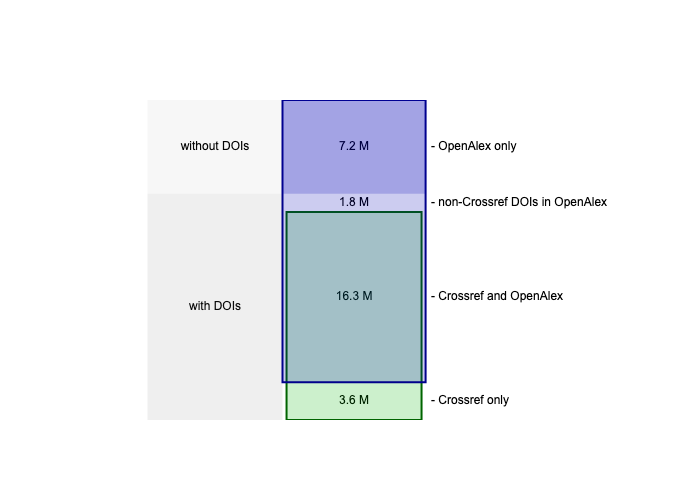 without DOIs 7.2 M - OpenAlex only
1.8 M - non-Crossref DOIs in OpenAlex
16.3 M - Crossref and OpenAlex
with DOIs
3.6 M - Crossref only